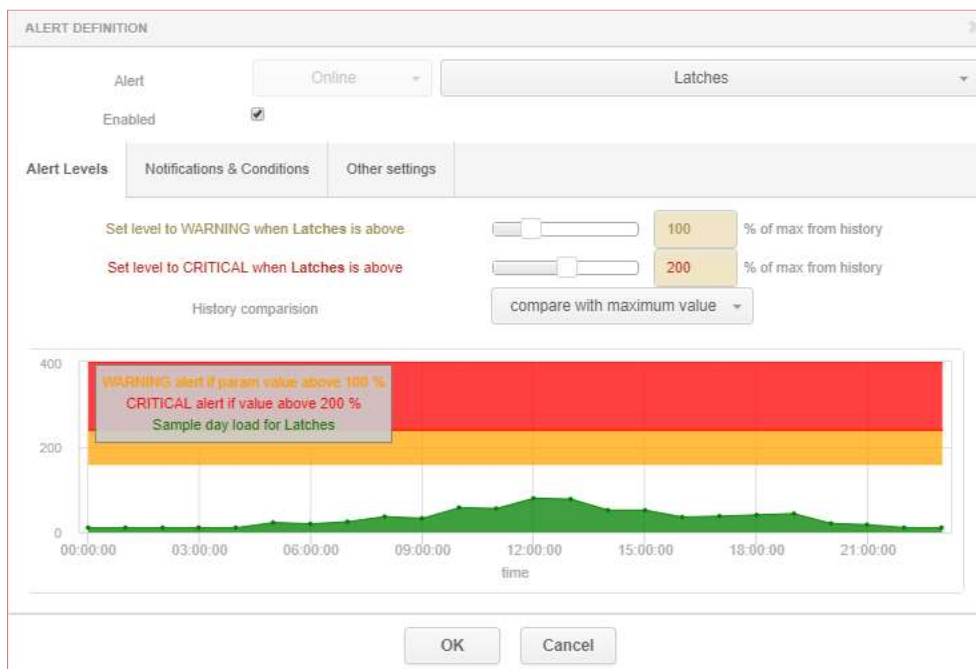 ALERT DEFINITION
Alert Online Latches
Enabled
Alert Levels Notifications & Conditions Other settings
Set level to WARNING when Latches is above 100 % of max from history
Set level to CRITICAL when Latches is above 200 % of max from history
History comparision compare with maximum value
400
WARNING alert if param value above 100 %
CRITICAL alert if value above 200 %
Sample day load for Latches
200
0
00:00:00 03:00:00 06:00:00 09:00:00 12:00:00 15:00:00 18:00:00 21:00:00
time
OK Cancel